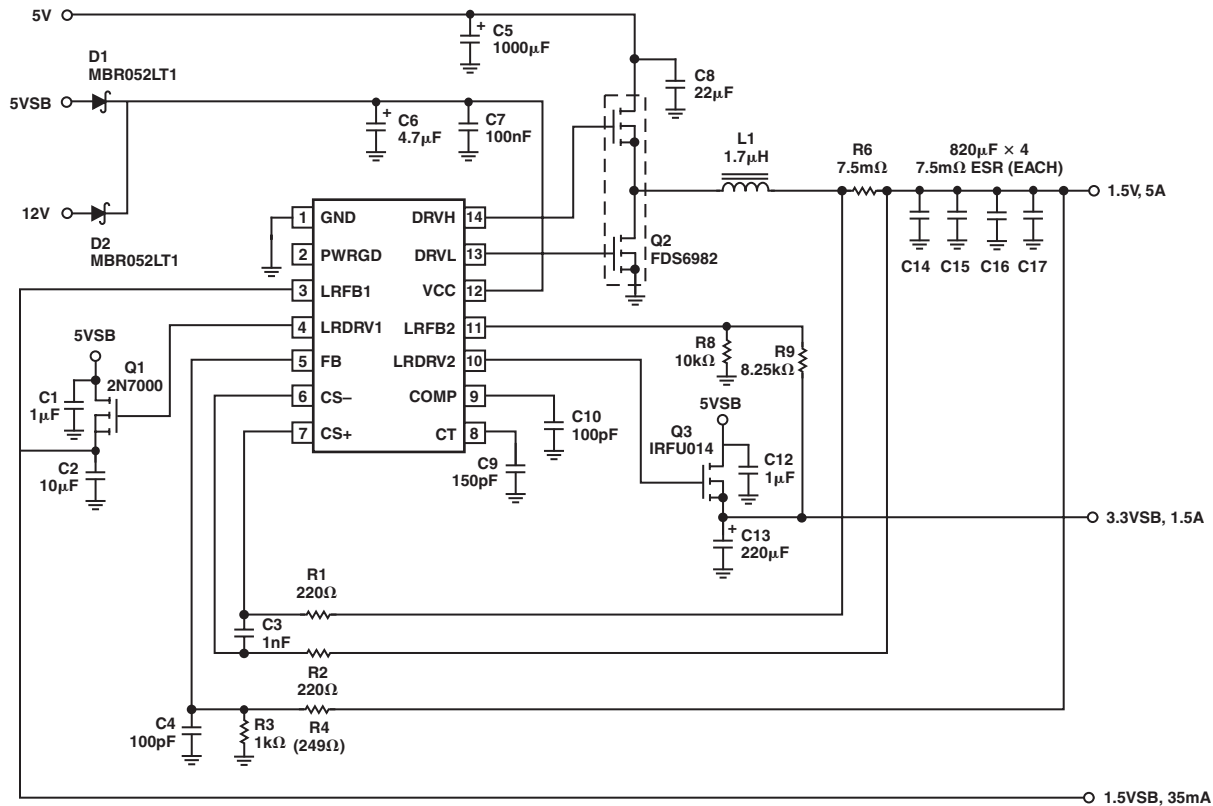 5V
C5
1000μF
D1
MBR052LT1
5VSB
C6
4.7μF
C7
100nF
C8
22μF
12V
D2
MBR052LT1
L1
1.7μH
R6
7.5mΩ
820μF × 4
7.5mΩ ESR (EACH)
1.5V, 5A
C14 C15 C16 C17
Q2
FDS6982
1 GND
2 PWRGD
3 LRFB1
4 LRDRV1
5 FB
6 CS–
7 CS+
DRVH 14
DRVL 13
VCC 12
LRFB2 11
LRDRV2 10
COMP 9
CT 8
5VSB
Q1
2N7000
C1
1μF
C2
10μF
R8
10kΩ
R9
8.25kΩ
5VSB
Q3
IRFU014
C10
100pF
C9
150pF
C12
1μF
3.3VSB, 1.5A
C13
220μF
R1
220Ω
C3
1nF
R2
220Ω
C4
100pF
R3
1kΩ
R4
(249Ω)
1.5VSB, 35mA
+
+
+